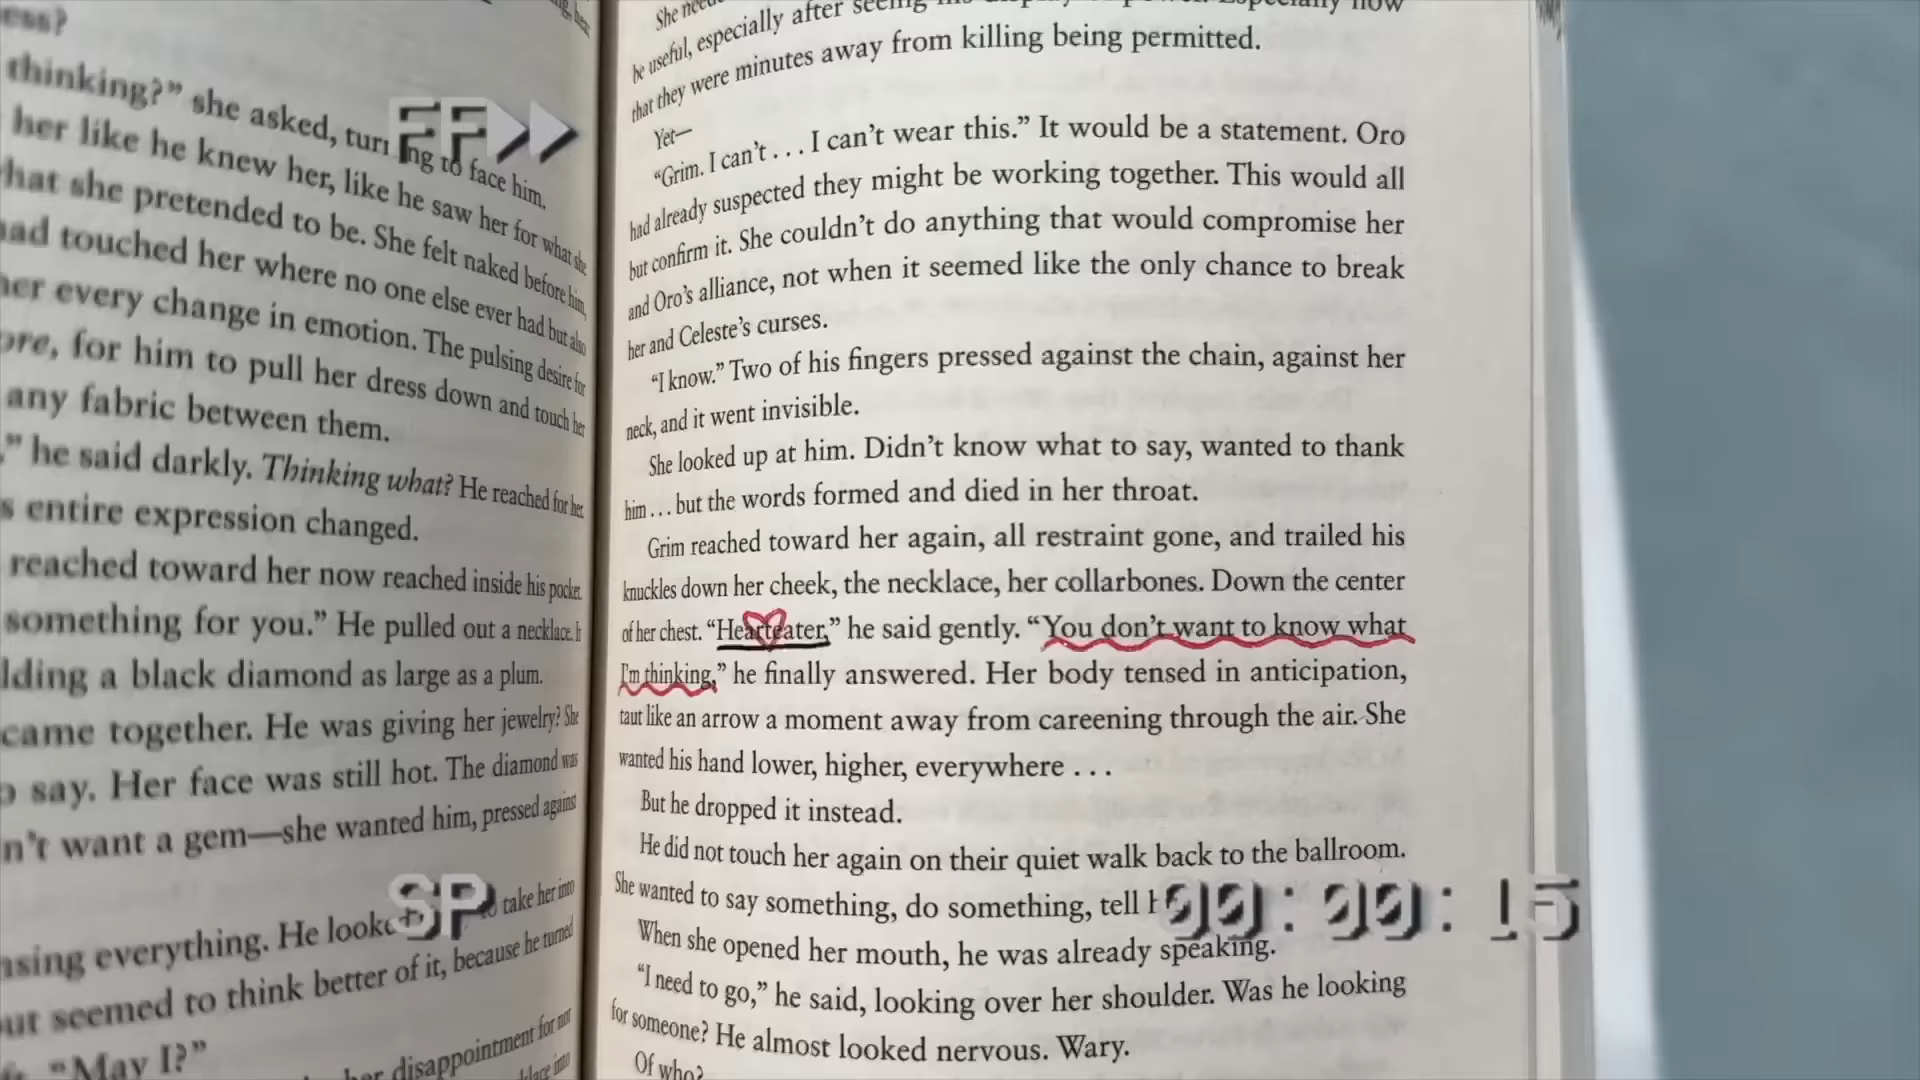 ess?
thinking?” she asked, turning to face him.
her like he knew her, like he saw her for what she
what she pretended to be. She felt naked before him,
had touched her where no one else ever had but also
her every change in emotion. The pulsing desire for
ore, for him to pull her dress down and touch her
any fabric between them.
,” he said darkly. Thinking what? He reached for her
s entire expression changed.
reached toward her now reached inside his pocket.
something for you.” He pulled out a necklace. It
lding a black diamond as large as a plum.
came together. He was giving her jewelry? She
o say. Her face was still hot. The diamond was
n’t want a gem—she wanted him, pressed against
to take her into
asing everything. He looked
out seemed to think better of it, because he turned
“May I?”
her disappointment for not
klace into
FF
SP
be useful, especially after seeing his
that they were minutes away from killing being permitted.
Yet—
“Grim. I can’t . . . I can’t wear this.” It would be a statement. Oro
had already suspected they might be working together. This would all
but confirm it. She couldn’t do anything that would compromise her
and Oro’s alliance, not when it seemed like the only chance to break
her and Celeste’s curses.
“I know.” Two of his fingers pressed against the chain, against her
neck, and it went invisible.
She looked up at him. Didn’t know what to say, wanted to thank
him . . . but the words formed and died in her throat.
Grim reached toward her again, all restraint gone, and trailed his
knuckles down her cheek, the necklace, her collarbones. Down the center
of her chest. “Hearteater,” he said gently. “You don’t want to know what
I’m thinking,” he finally answered. Her body tensed in anticipation,
taut like an arrow a moment away from careening through the air. She
wanted his hand lower, higher, everywhere . . .
But he dropped it instead.
He did not touch her again on their quiet walk back to the ballroom.
She wanted to say something, do something, tell
When she opened her mouth, he was already speaking.
“I need to go,” he said, looking over her shoulder. Was he looking
for someone? He almost looked nervous. Wary.
Of who?
00:00:15